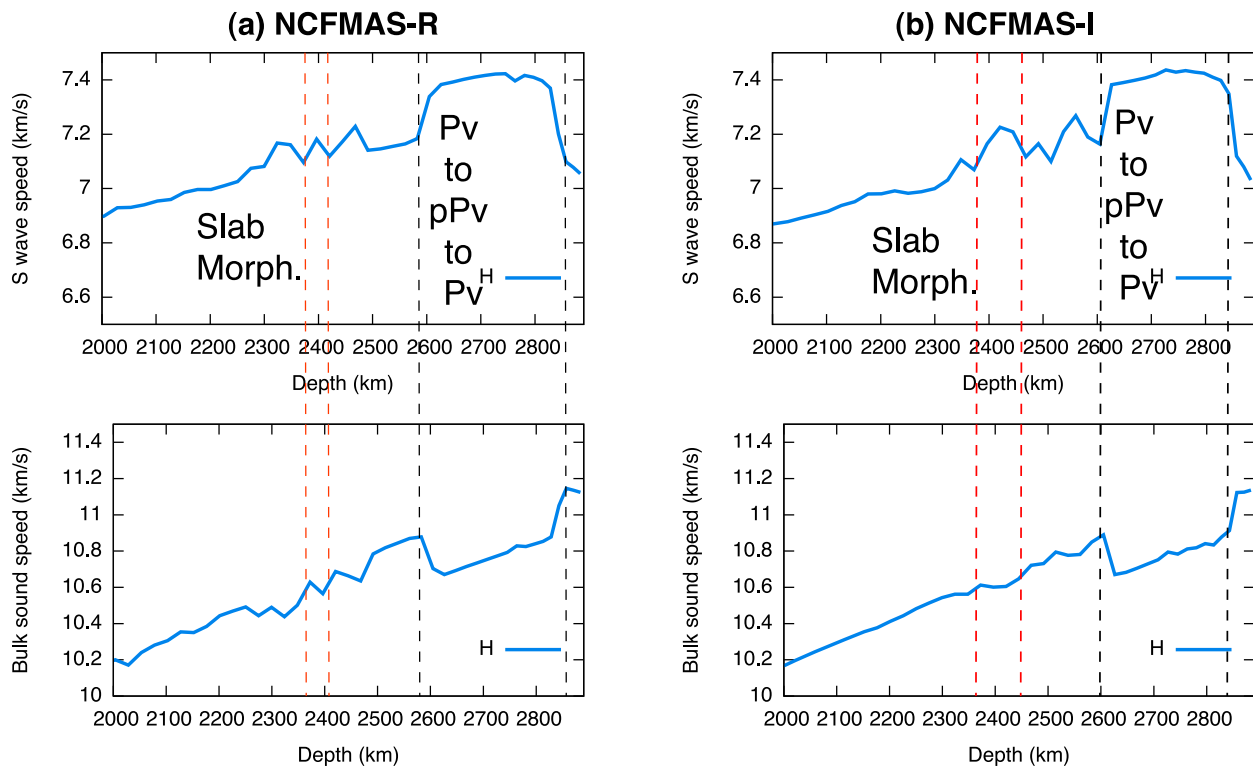 (a) NCFMAS-R
S wave speed (km/s)
7.4
7.2
7
6.8
6.6
Slab
Morph.
Pv
to
pPv
to
Pv
H
2000 2100 2200 2300 2400 2500 2600 2700 2800
Depth (km)
Bulk sound speed (km/s)
11.4
11.2
11
10.8
10.6
10.4
10.2
10
H
2000 2100 2200 2300 2400 2500 2600 2700 2800
Depth (km)
(b) NCFMAS-I
S wave speed (km/s)
7.4
7.2
7
6.8
6.6
Slab
Morph.
Pv
to
pPv
to
Pv
H
2000 2100 2200 2300 2400 2500 2600 2700 2800
Depth (km)
Bulk sound speed (km/s)
11.4
11.2
11
10.8
10.6
10.4
10.2
10
H
2000 2100 2200 2300 2400 2500 2600 2700 2800
Depth (km)